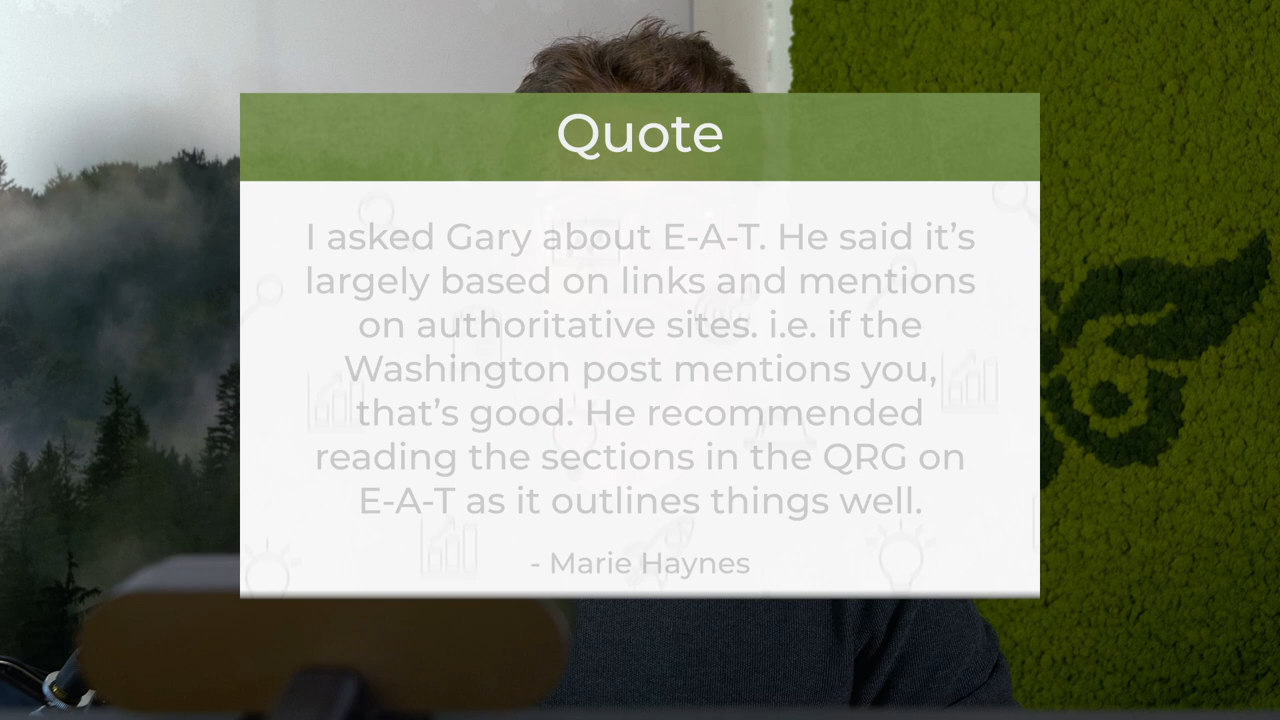 Quote
I asked Gary about E-A-T. He said it’s
largely based on links and mentions
on authoritative sites. i.e. if the
Washington post mentions you,
that’s good. He recommended
reading the sections in the QRG on
E-A-T as it outlines things well.
- Marie Haynes